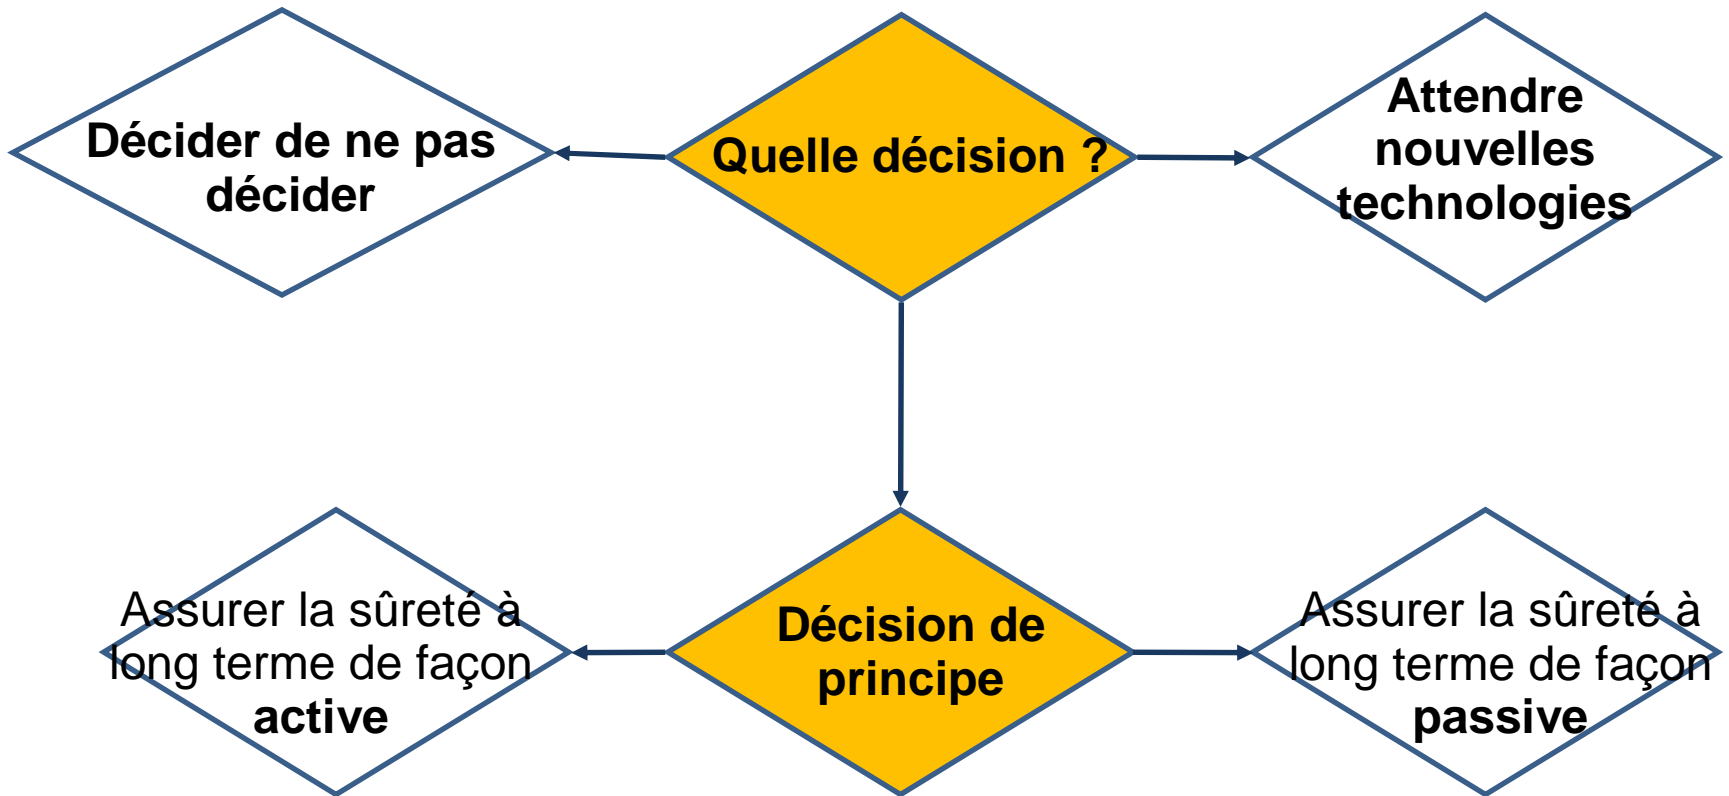 Décider de ne pas
décider
Quelle décision ?
Attendre
nouvelles
technologies
Assurer la sûreté à
long terme de façon
active
Décision de
principe
Assurer la sûreté à
long terme de façon
passive